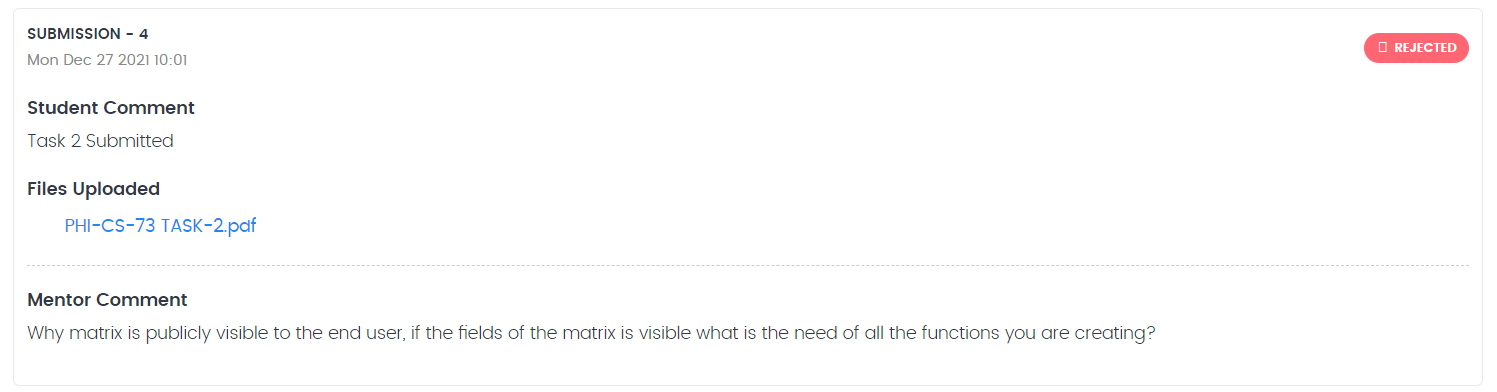 SUBMISSION - 4
REJECTED
Mon Dec 27 2021 10:01
Student Comment
Task 2 Submitted
Files Uploaded
PHI-CS-73 TASK-2.pdf
Mentor Comment
Why matrix is publicly visible to the end user, if the fields of the matrix is visible what is the need of all the functions you are creating?